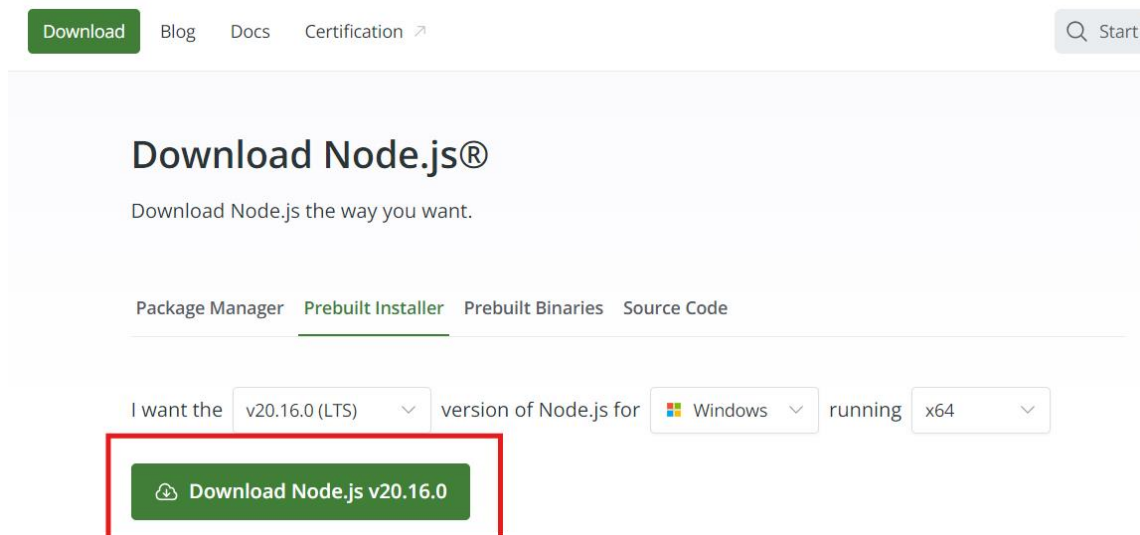 Download Blog Docs Certification Start
Download Node.js®
Download Node.js the way you want.
Package Manager Prebuilt Installer Prebuilt Binaries Source Code
I want the v20.16.0 (LTS) version of Node.js for Windows running x64
Download Node.js v20.16.0